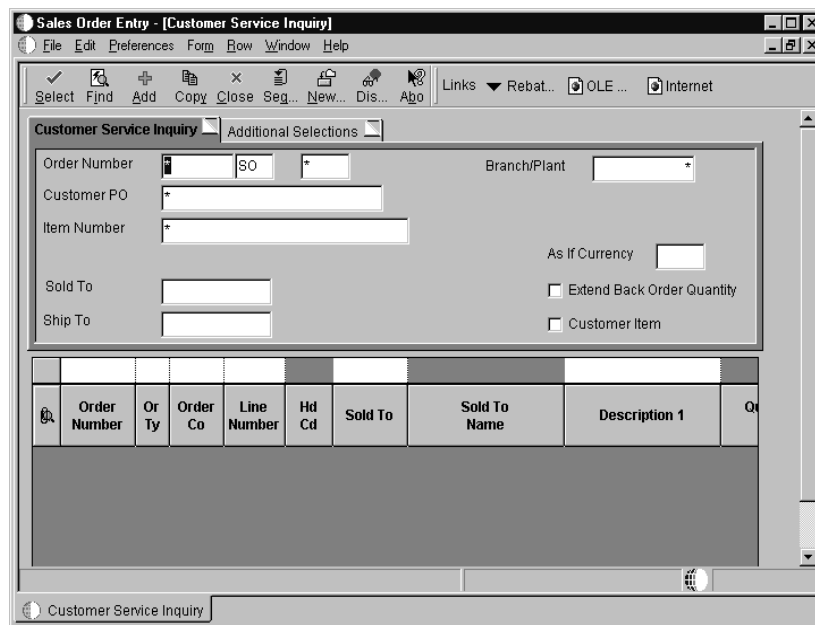 Sales Order Entry - [Customer Service Inquiry]
File Edit Preferences Form Row Window Help
Select Find Add Copy Close Seq... New... Dis... Abo Links Rebat... OLE ... Internet
Customer Service Inquiry Additional Selections
Order Number * SO * Branch/Plant *
Customer PO *
Item Number *
As If Currency
Sold To Extend Back Order Quantity
Ship To Customer Item
Order Number Or Ty Order Co Line Number Hd Cd Sold To Sold To Name Description 1 Qu
Customer Service Inquiry